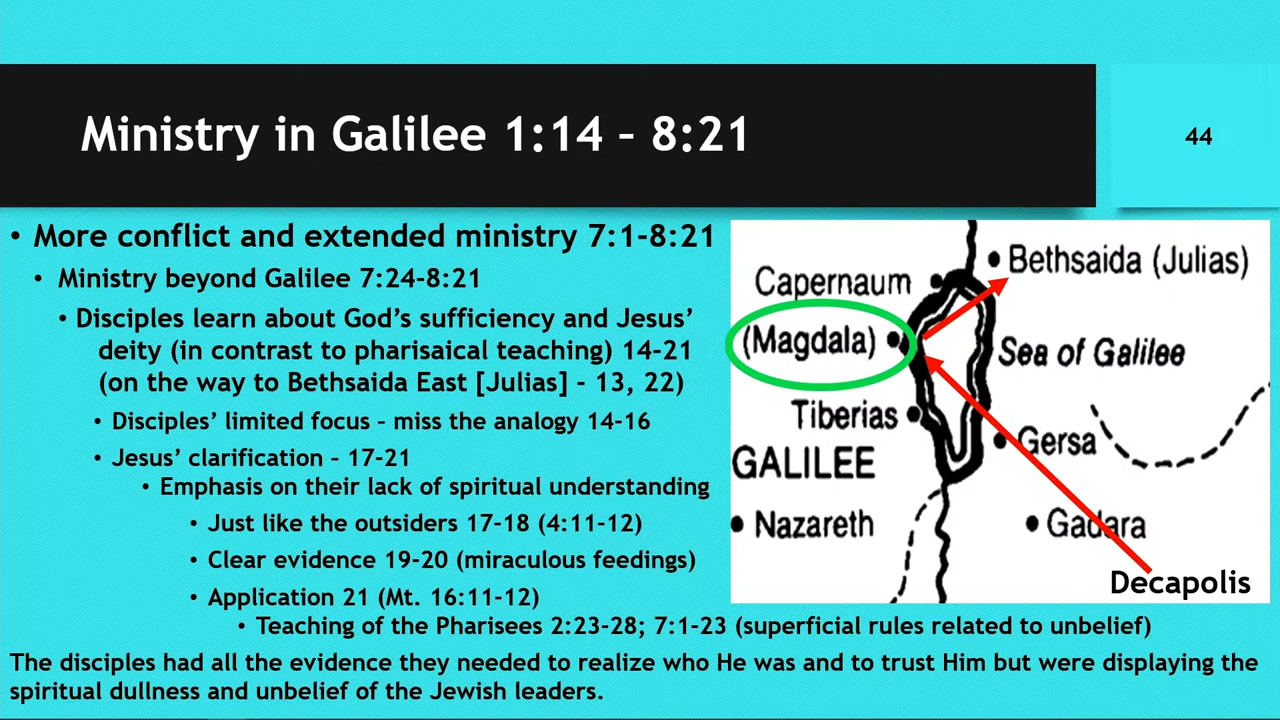 Ministry in Galilee 1:14 – 8:21
44
• More conflict and extended ministry 7:1-8:21
• Ministry beyond Galilee 7:24-8:21
• Disciples learn about God’s sufficiency and Jesus’
deity (in contrast to pharisaical teaching) 14-21
(on the way to Bethsaida East [Julias] - 13, 22)
• Disciples’ limited focus – miss the analogy 14-16
• Jesus’ clarification – 17-21
• Emphasis on their lack of spiritual understanding
• Just like the outsiders 17-18 (4:11-12)
• Clear evidence 19-20 (miraculous feedings)
• Application 21 (Mt. 16:11-12)
• Teaching of the Pharisees 2:23-28; 7:1-23 (superficial rules related to unbelief)
The disciples had all the evidence they needed to realize who He was and to trust Him but were displaying the
spiritual dullness and unbelief of the Jewish leaders.
Bethsaida (Julias)
Capernaum
(Magdala)
Sea of Galilee
Tiberias
Gersa
GALILEE
Nazareth
Gadara
Decapolis